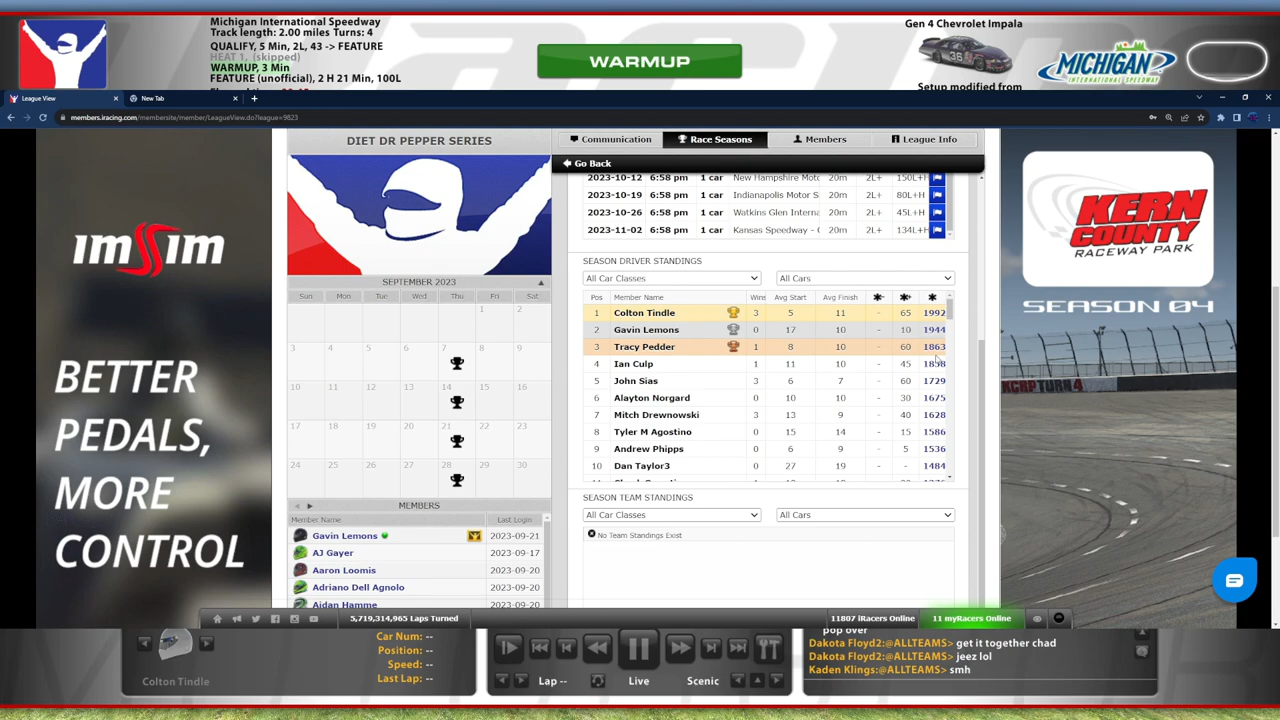 Michigan International Speedway
Track length: 2.00 miles Turns: 4
QUALIFY, 5 Min, 2L, 43 -> FEATURE
HEAT 1, (skipped)
WARMUP, 3 Min
FEATURE (unofficial), 2 H 21 Min, 100L
WARMUP
Gen 4 Chevrolet Impala
36
MICHIGAN
INTERNATIONAL SPEEDWAY
Setup modified from
League View
New Tab
members.iracing.com/membersite/member/LeagueView.do?league=9823
DIET DR PEPPER SERIES
Communication
Race Seasons
Members
League Info
Go Back
2023-10-12 6:58 pm 1 car New Hampshire Moto 20m 2L+ 150L+H
2023-10-19 6:58 pm 1 car Indianapolis Motor S 20m 2L+ 80L+H
2023-10-26 6:58 pm 1 car Watkins Glen Interna 20m 2L+ 45L+H
2023-11-02 6:58 pm 1 car Kansas Speedway - 20m 2L+ 134L+H
SEASON DRIVER STANDINGS
All Car Classes
All Cars
Pos Member Name Wins Avg Start Avg Finish
1 Colton Tindle 3 5 11 - 65 1992
2 Gavin Lemons 0 17 10 - 10 1944
3 Tracy Pedder 1 8 10 - 60 1863
4 Ian Culp 1 11 10 - 45 1838
5 John Sias 3 6 7 - 60 1729
6 Alayton Norgard 0 10 10 - 30 1675
7 Mitch Drewnowski 3 13 9 - 40 1628
8 Tyler M Agostino 0 15 14 - 15 1586
9 Andrew Phipps 0 6 9 - 5 1536
10 Dan Taylor3 0 27 19 - - 1484
SEASON TEAM STANDINGS
All Car Classes
All Cars
No Team Standings Exist
SEPTEMBER 2023
Sun Mon Tue Wed Thu Fri Sat
1 2
3 4 5 6 7 8 9
10 11 12 13 14 15 16
17 18 19 20 21 22 23
24 25 26 27 28 29 30
MEMBERS
Member Name Last Login
Gavin Lemons 2023-09-21
AJ Gayer 2023-09-17
Aaron Loomis 2023-09-20
Adriano Dell Agnolo 2023-09-20
Aidan Hamme 2023-09-20
imSSim
BETTER
PEDALS,
MORE
CONTROL
KERN
COUNTY
RACEWAY PARK
SEASON 04
KCRP TURN 4
5,719,314,965 Laps Turned
11807 iRacers Online
11 myRacers Online
Colton Tindle
Car Num: --
Position: --
Speed: --
Last Lap: --
Lap --
Live
Scenic
pop over
Dakota Floyd2:@ALLTEAMS> get it together chad
Dakota Floyd2:@ALLTEAMS> jeez lol
Kaden Klings:@ALLTEAMS> smh